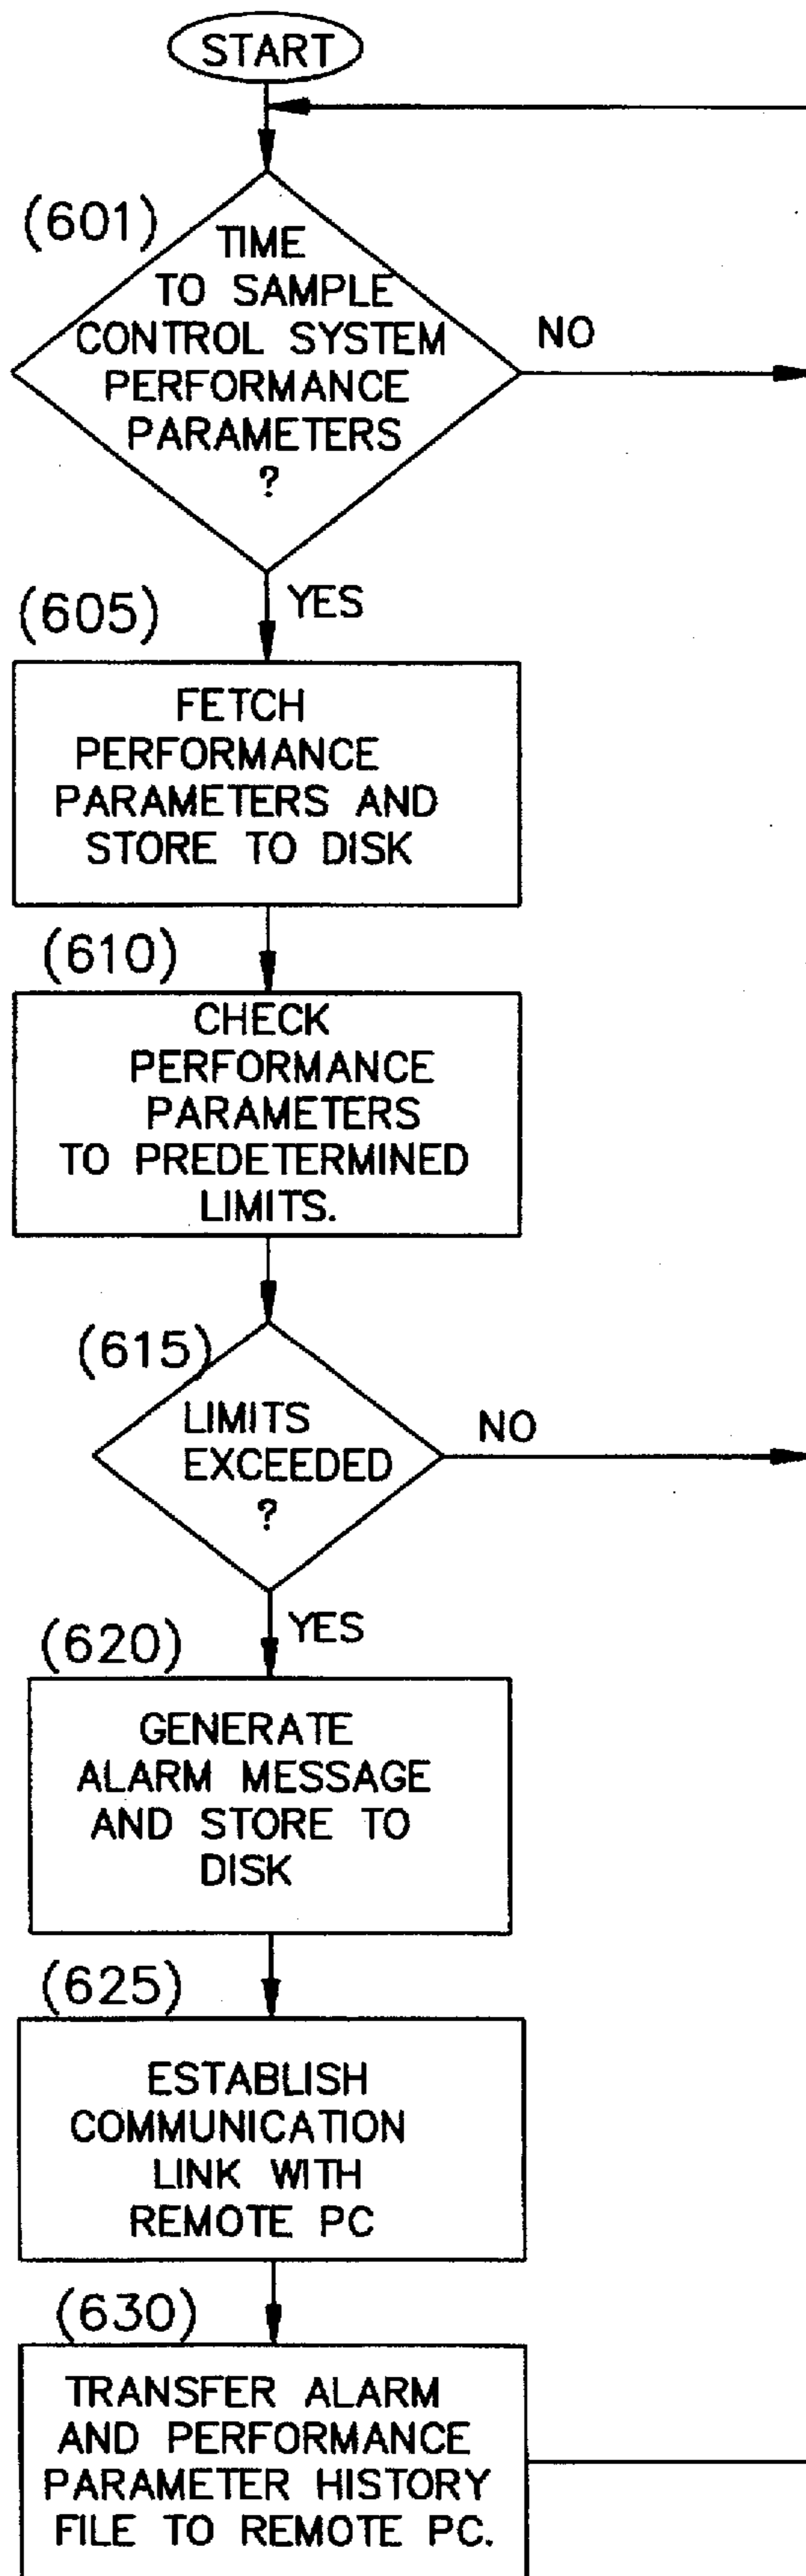 START
(601)
TIME
TO SAMPLE
CONTROL SYSTEM
PERFORMANCE
PARAMETERS
?
NO
YES
(605)
FETCH
PERFORMANCE
PARAMETERS AND
STORE TO DISK
(610)
CHECK
PERFORMANCE
PARAMETERS
TO PREDETERMINED
LIMITS.
(615)
LIMITS
EXCEEDED
?
NO
YES
(620)
GENERATE
ALARM MESSAGE
AND STORE TO
DISK
(625)
ESTABLISH
COMMUNICATION
LINK WITH
REMOTE PC
(630)
TRANSFER ALARM
AND PERFORMANCE
PARAMETER HISTORY
FILE TO REMOTE PC.